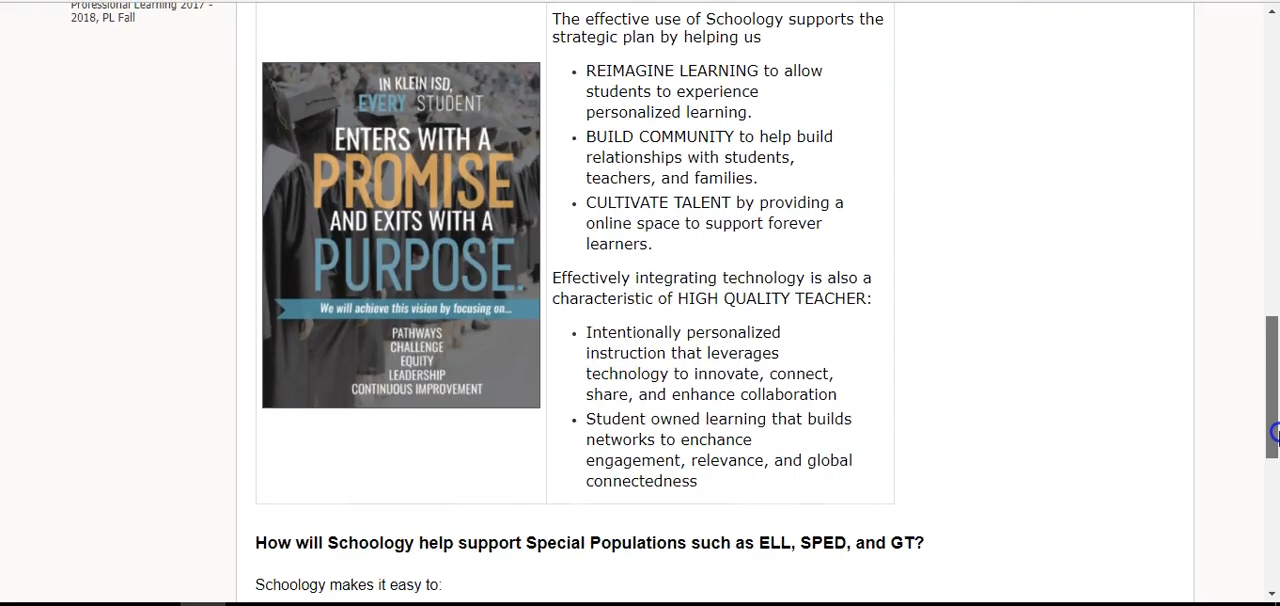 Professional Learning 2017 -
2018, PL Fall
IN KLEIN ISD,
EVERY STUDENT
ENTERS WITH A
PROMISE
AND EXITS WITH A
PURPOSE.
We will achieve this vision by focusing on...
PATHWAYS
CHALLENGE
EQUITY
LEADERSHIP
CONTINUOUS IMPROVEMENT
The effective use of Schoology supports the
strategic plan by helping us
• REIMAGINE LEARNING to allow
students to experience
personalized learning.
• BUILD COMMUNITY to help build
relationships with students,
teachers, and families.
• CULTIVATE TALENT by providing a
online space to support forever
learners.
Effectively integrating technology is also a
characteristic of HIGH QUALITY TEACHER:
• Intentionally personalized
instruction that leverages
technology to innovate, connect,
share, and enhance collaboration
• Student owned learning that builds
networks to enchance
engagement, relevance, and global
connectedness
How will Schoology help support Special Populations such as ELL, SPED, and GT?
Schoology makes it easy to: